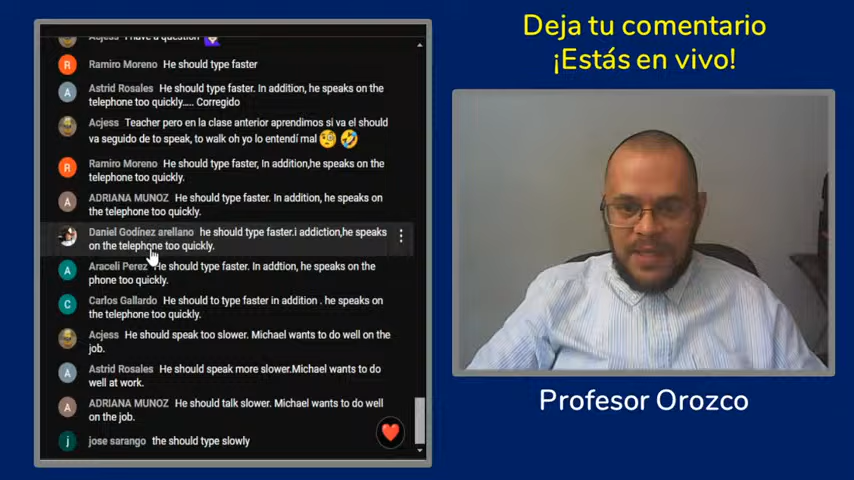 Deja tu comentario
¡Estás en vivo!
Acjess I have a question
R Ramiro Moreno He should type faster
A Astrid Rosales He should type faster. In addition, he speaks on the
telephone too quickly..... Corregido
Acjess Teacher pero en la clase anterior aprendimos si va el should
va seguido de to speak, to walk oh yo lo entendí mal
R Ramiro Moreno He should type faster, In addition,he speaks on the
telephone too quickly.
A ADRIANA MUNOZ He should type faster. In addition, he speaks on
the telephone too quickly.
Daniel Godínez arellano he should type faster.i addiction,he speaks
on the telephone too quickly.
A Araceli Perez He should type faster. In addtion, he speaks on the
phone too quickly.
C Carlos Gallardo He should to type faster in addition . he speaks on
the telephone too quickly.
Acjess He should speak too slower. Michael wants to do well on the
job.
A Astrid Rosales He should speak more slower.Michael wants to do
well at work.
A ADRIANA MUNOZ He should talk slower. Michael wants to do well
on the job.
j jose sarango the should type slowly
Profesor Orozco